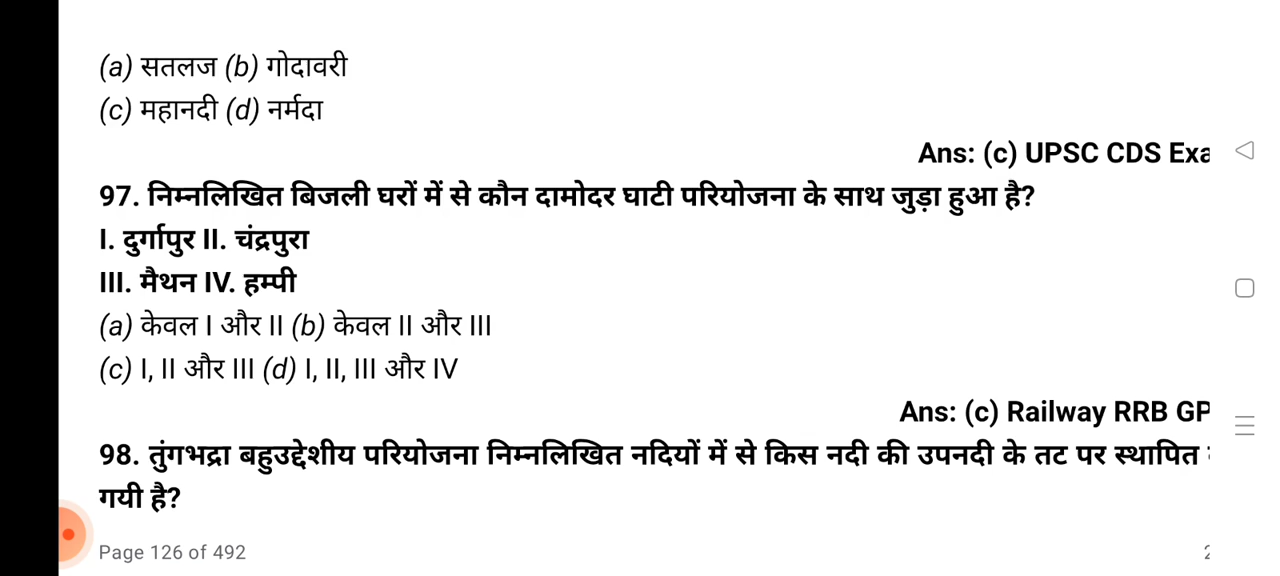 (a) सतलज (b) गोदावरी
(c) महानदी (d) नर्मदा
Ans: (c) UPSC CDS Exa
97. निम्नलिखित बिजली घरों में से कौन दामोदर घाटी परियोजना के साथ जुड़ा हुआ है?
I. दुर्गापुर II. चंद्रपुरा
III. मैथन IV. हम्पी
(a) केवल I और II (b) केवल II और III
(c) I, II और III (d) I, II, III और IV
Ans: (c) Railway RRB GP
98. तुंगभद्रा बहुउद्देशीय परियोजना निम्नलिखित नदियों में से किस नदी की उपनदी के तट पर स्थापित
गयी है?
Page 126 of 492